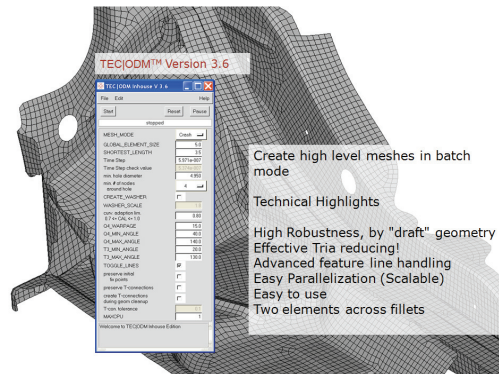 TEC|ODM™ Version 3.6
TEC|ODM Inhouse V 3.6
File Edit Help
Start Reset Pause
stopped
MESH_MODE Crash
GLOBAL_ELEMENT_SIZE 5.0
SHORTEST_LENGTH 3.5
Time Step 5.971e-007
Time Step check value
min. hole diameter 4.950
min. # of nodes
around hole 4
CREATE_WASHER
WASHER_SCALE
curv. adaption lim.
0.7 < CAL < 1.0 0.80
Q4_WARPAGE 15.0
Q4_MIN_ANGLE 40.0
Q4_MAX_ANGLE 140.0
T3_MIN_ANGLE 20.0
T3_MAX_ANGLE 130.0
TOGGLE_LINES
preserve initial
fix points
preserve T-connections
create T-connections
during geom cleanup
T-con. tolerance
MAXCPU 1
Welcome to TEC|ODM Inhouse Edition
Create high level meshes in batch
mode
Technical Highlights
High Robustness, by "draft" geometry
Effective Tria reducing!
Advanced feature line handling
Easy Parallelization (Scalable)
Easy to use
Two elements across fillets